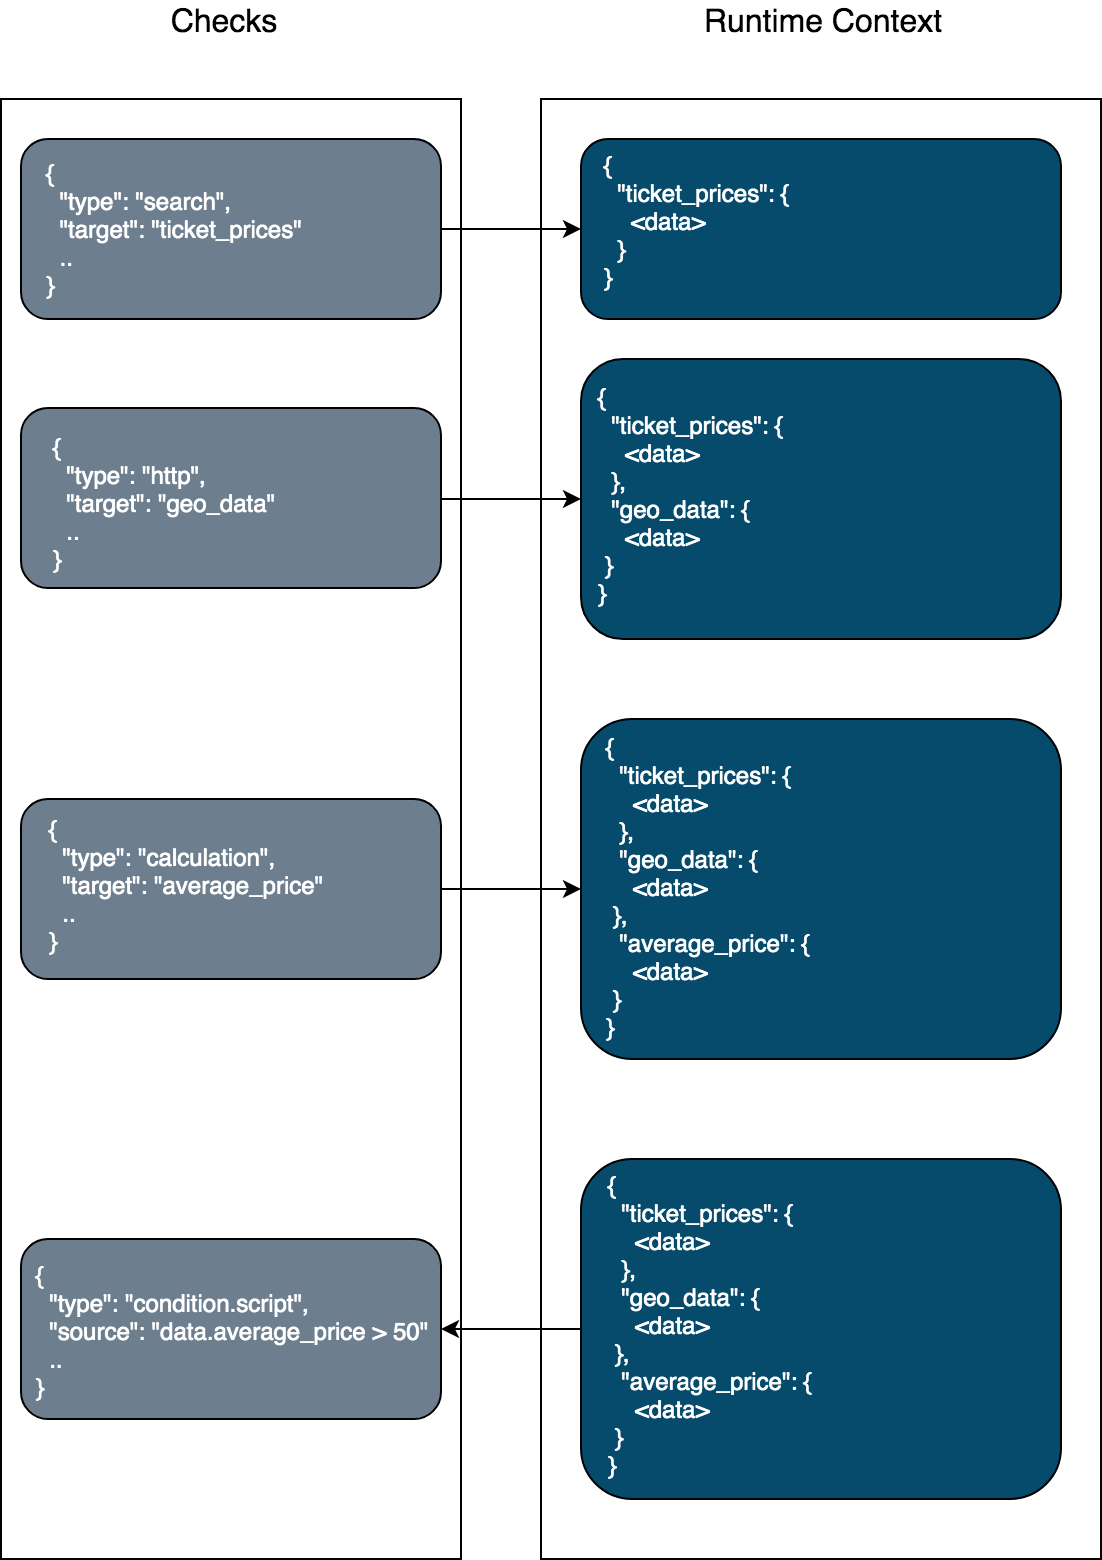 Checks
Runtime Context
{
"type": "search",
"target": "ticket_prices"
..
}
{
"ticket_prices": {
<data>
}
}
{
"type": "http",
"target": "geo_data"
..
}
{
"ticket_prices": {
<data>
},
"geo_data": {
<data>
}
}
{
"type": "calculation",
"target": "average_price"
..
}
{
"ticket_prices": {
<data>
},
"geo_data": {
<data>
},
"average_price": {
<data>
}
}
{
"type": "condition.script",
"source": "data.average_price > 50"
..
}
{
"ticket_prices": {
<data>
},
"geo_data": {
<data>
},
"average_price": {
<data>
}
}